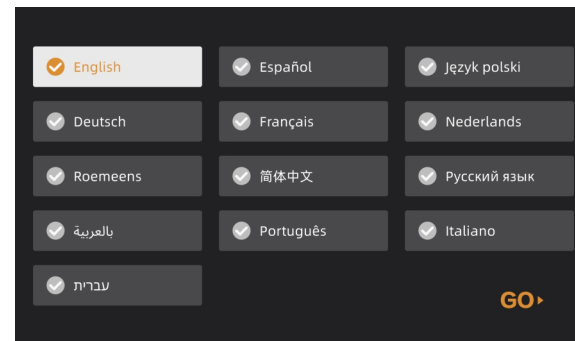 English
Español
Język polski
Deutsch
Français
Nederlands
Roemeens
简体中文
Русский язык
بالعربية
Português
Italiano
עברית
GO